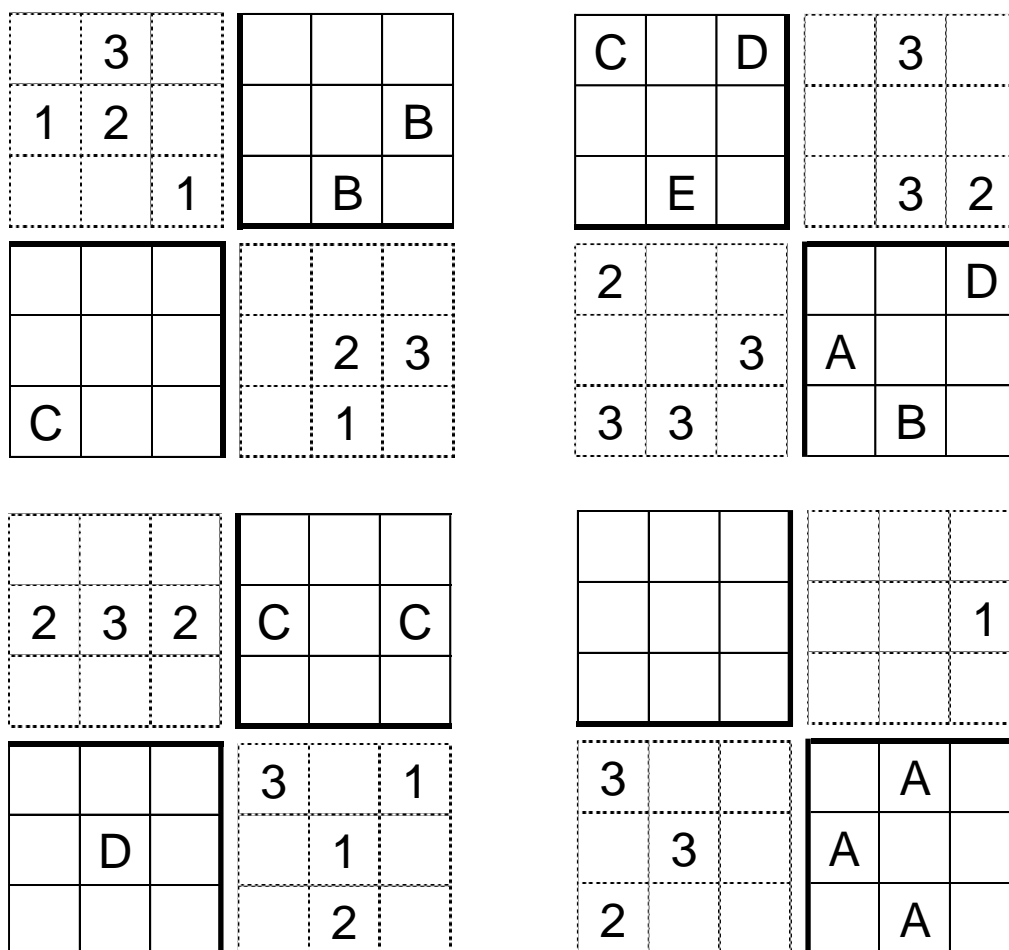 3 C D 3
1 2 B
1 B E 3 2
2 D
2 3 3 A
C 1 3 3 B
2 3 2 C C 1
3 1 3 A
D 1 3 A
2 2 A